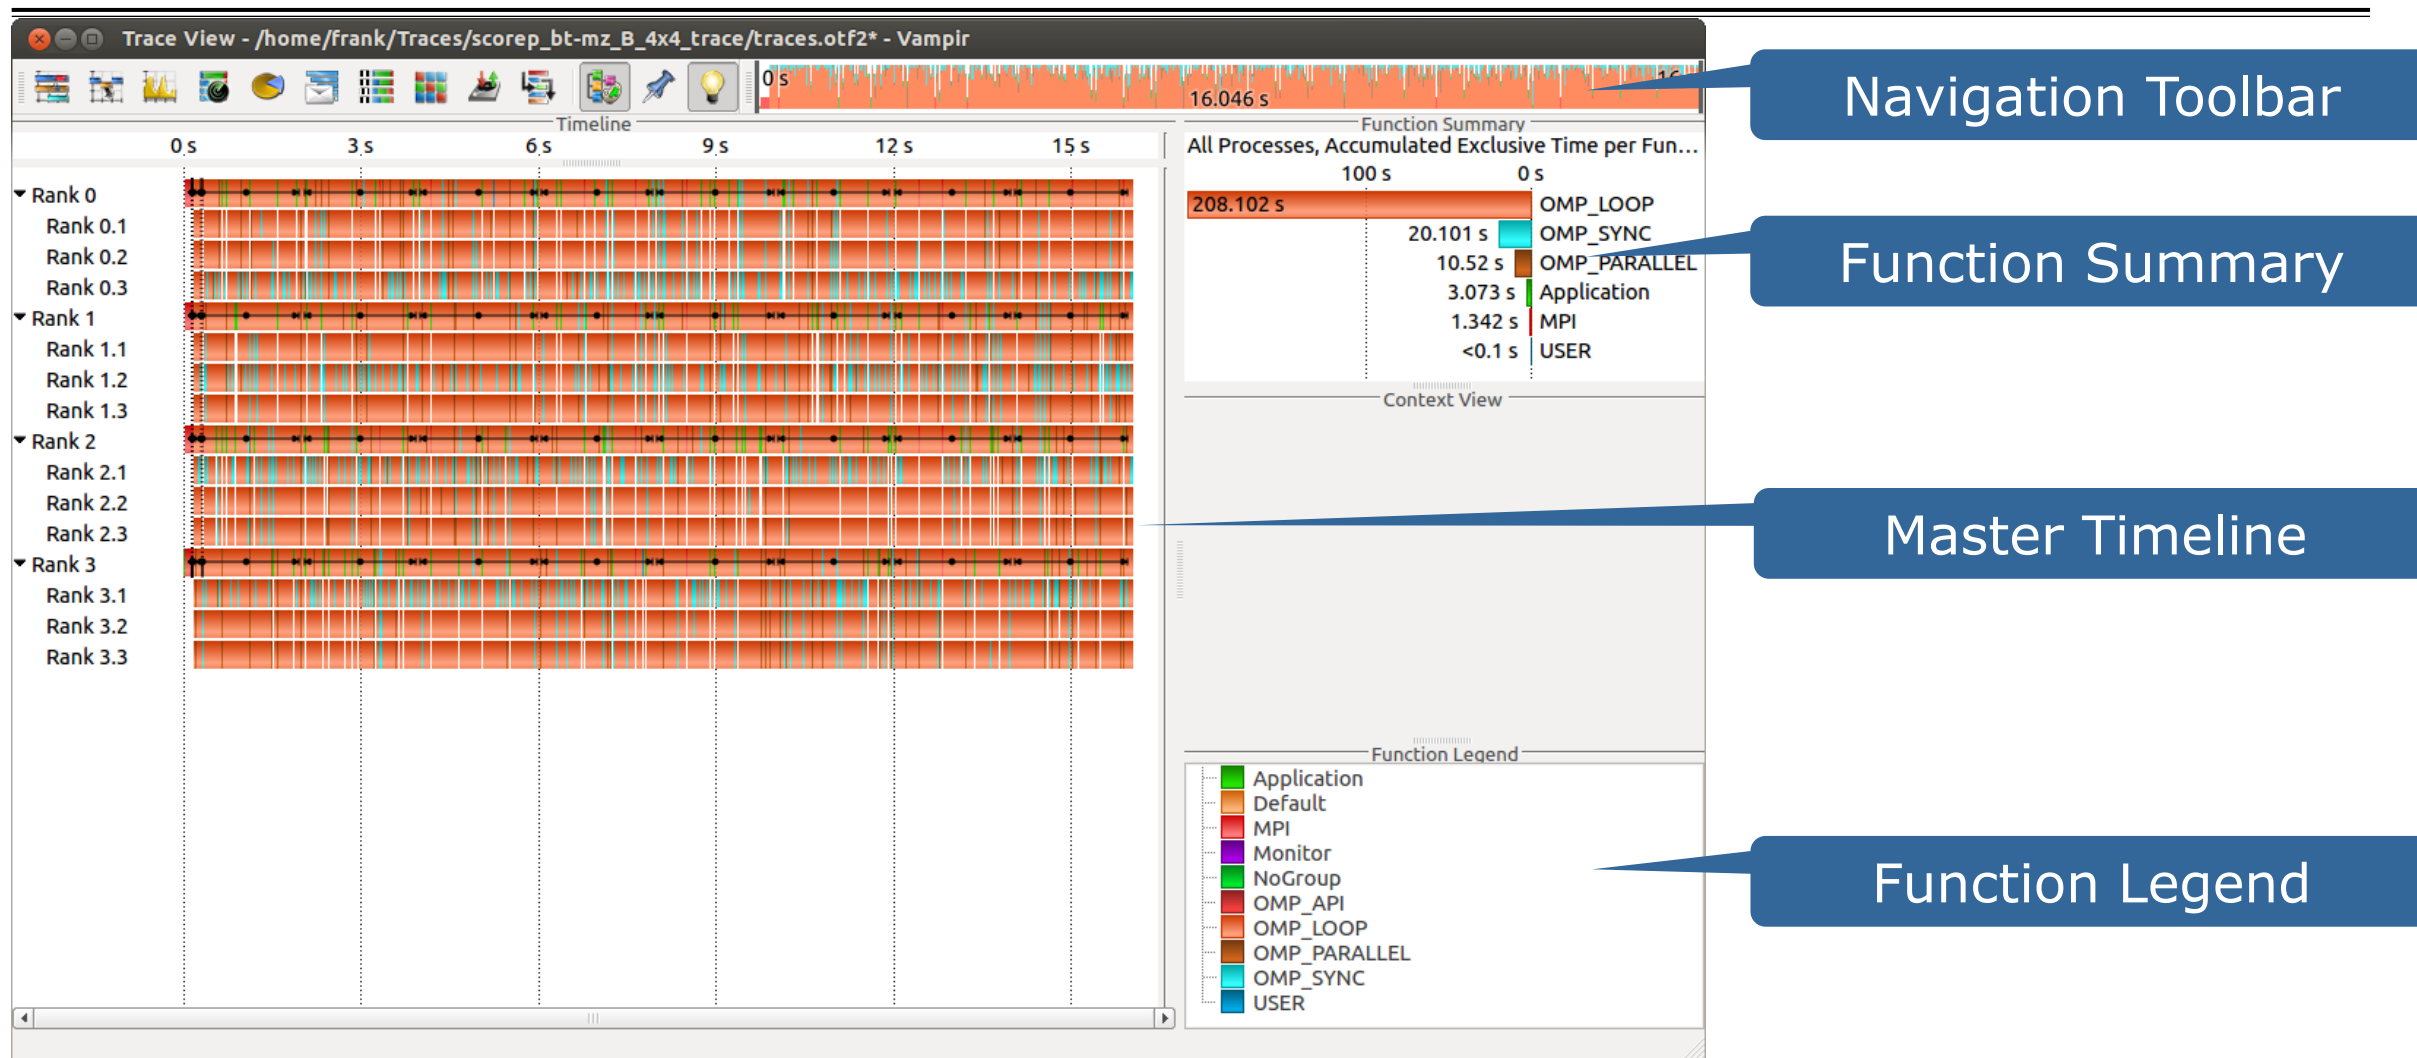 Trace View - /home/frank/Traces/scorep_bt-mz_B_4x4_trace/traces.otf2* - Vampir
0 s
16.046 s
Navigation Toolbar
Timeline
0 s 3 s 6 s 9 s 12 s 15 s
Rank 0
Rank 0.1
Rank 0.2
Rank 0.3
Rank 1
Rank 1.1
Rank 1.2
Rank 1.3
Rank 2
Rank 2.1
Rank 2.2
Rank 2.3
Rank 3
Rank 3.1
Rank 3.2
Rank 3.3
Function Summary
All Processes, Accumulated Exclusive Time per Fun...
100 s 0 s
208.102 s OMP_LOOP
20.101 s OMP_SYNC
10.52 s OMP_PARALLEL
3.073 s Application
1.342 s MPI
<0.1 s USER
Function Summary
Context View
Master Timeline
Function Legend
Application
Default
MPI
Monitor
NoGroup
OMP_API
OMP_LOOP
OMP_PARALLEL
OMP_SYNC
USER
Function Legend